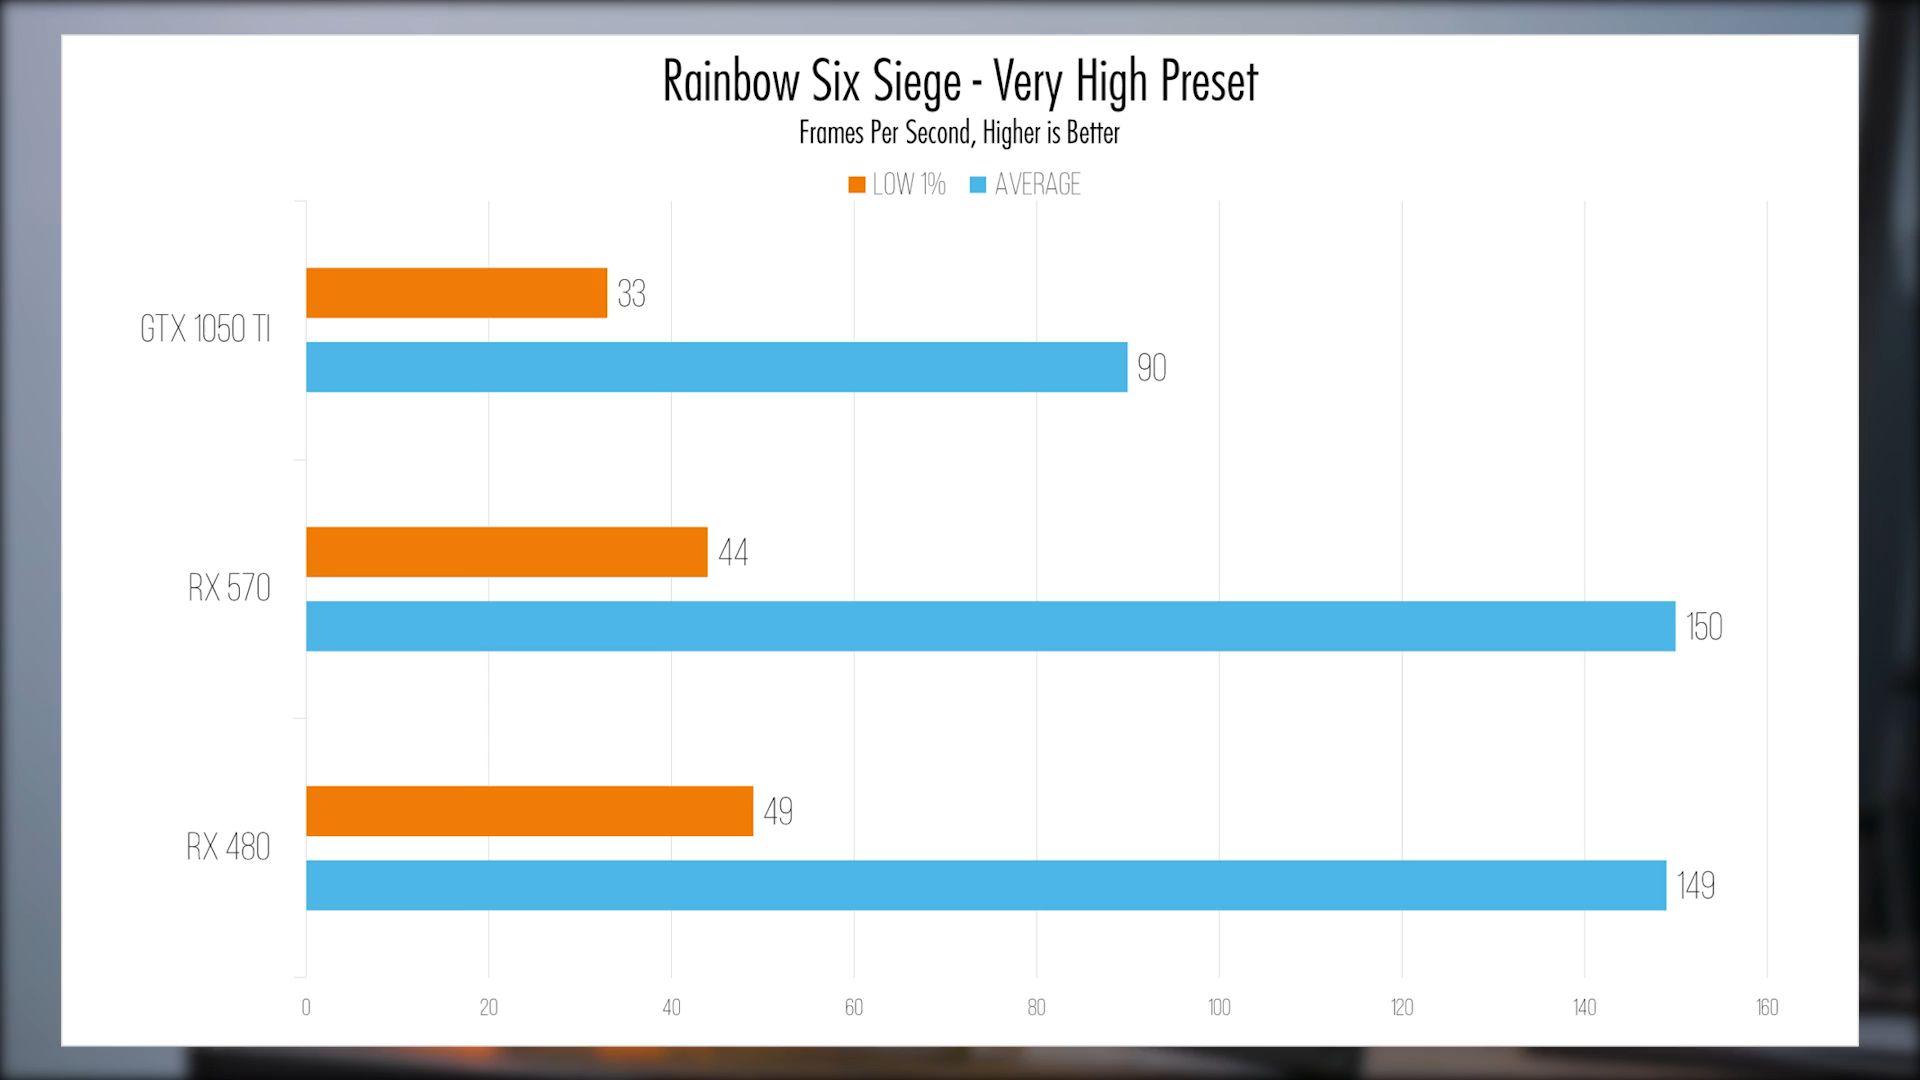 Rainbow Six Siege - Very High Preset
Frames Per Second, Higher is Better
LOW 1% AVERAGE
GTX 1050 TI
33
90
RX 570
44
150
RX 480
49
149
0 20 40 60 80 100 120 140 160